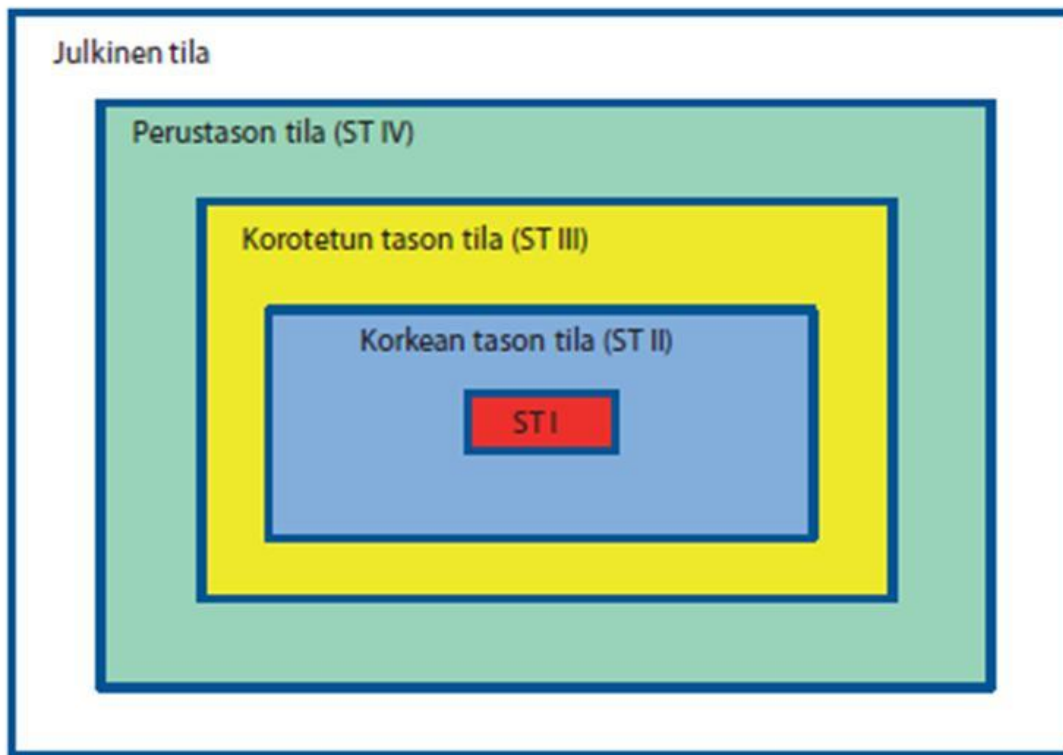 Julkinen tila
Perustason tila (ST IV)
Korotetun tason tila (ST III)
Korkean tason tila (ST II)
ST I